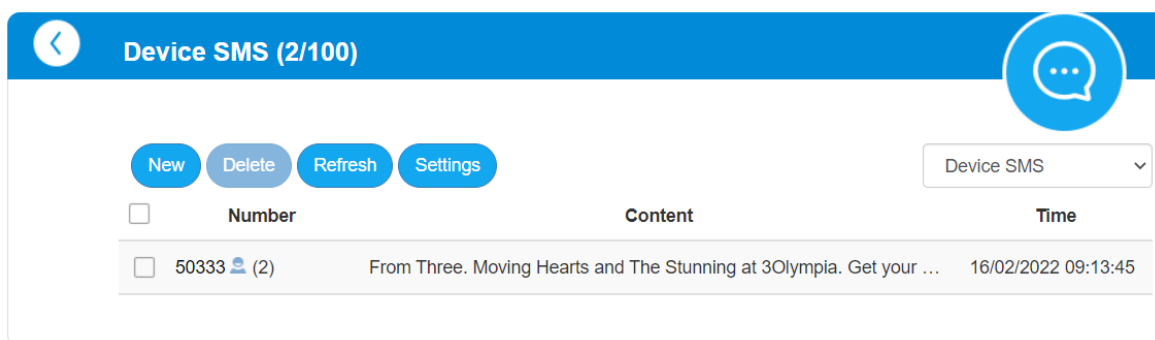 Device SMS (2/100)
New Delete Refresh Settings Device SMS
Number Content Time
50333 (2) From Three. Moving Hearts and The Stunning at 3Olympia. Get your … 16/02/2022 09:13:45